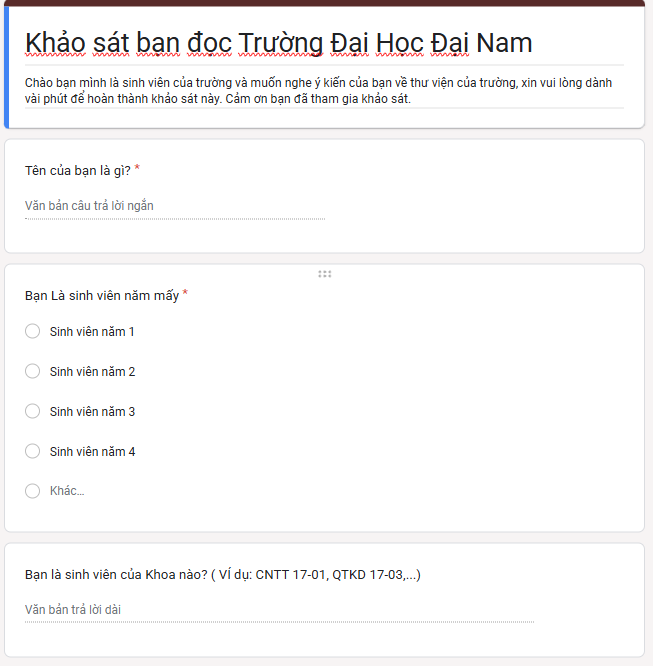 Khảo sát bạn đọc Trường Đại Học Đại Nam
Chào bạn mình là sinh viên của trường và muốn nghe ý kiến của bạn về thư viện của trường, xin vui lòng dành
vài phút để hoàn thành khảo sát này. Cảm ơn bạn đã tham gia khảo sát.
Tên của bạn là gì? *
Văn bản câu trả lời ngắn
Bạn Là sinh viên năm mấy *
Sinh viên năm 1
Sinh viên năm 2
Sinh viên năm 3
Sinh viên năm 4
Khác...
Bạn là sinh viên của Khoa nào? ( Ví dụ: CNTT 17-01, QTKD 17-03,...)
Văn bản trả lời dài